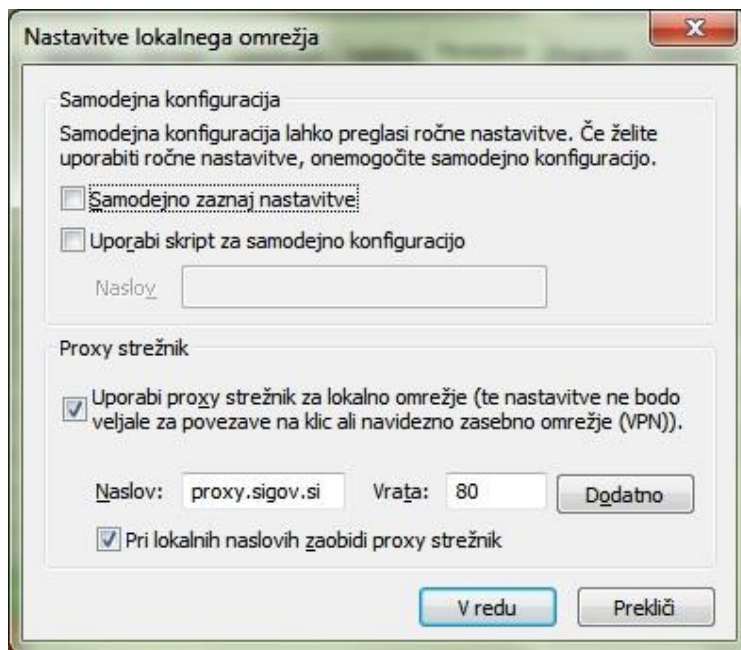 Nastavitve lokalnega omrežja
Samodejna konfiguracija
Samodejna konfiguracija lahko preglasi ročne nastavitve. Če želite
uporabiti ročne nastavitve, onemogočite samodejno konfiguracijo.
Samodejno zaznaj nastavitve
Uporabi skript za samodejno konfiguracijo
Naslov
Proxy strežnik
Uporabi proxy strežnik za lokalno omrežje (te nastavitve ne bodo
veljale za povezave na klic ali navidezno zasebno omrežje (VPN)).
Naslov: proxy.sigov.si Vrata: 80 Dodatno
Pri lokalnih naslovih zaobidi proxy strežnik
V redu Prekliči